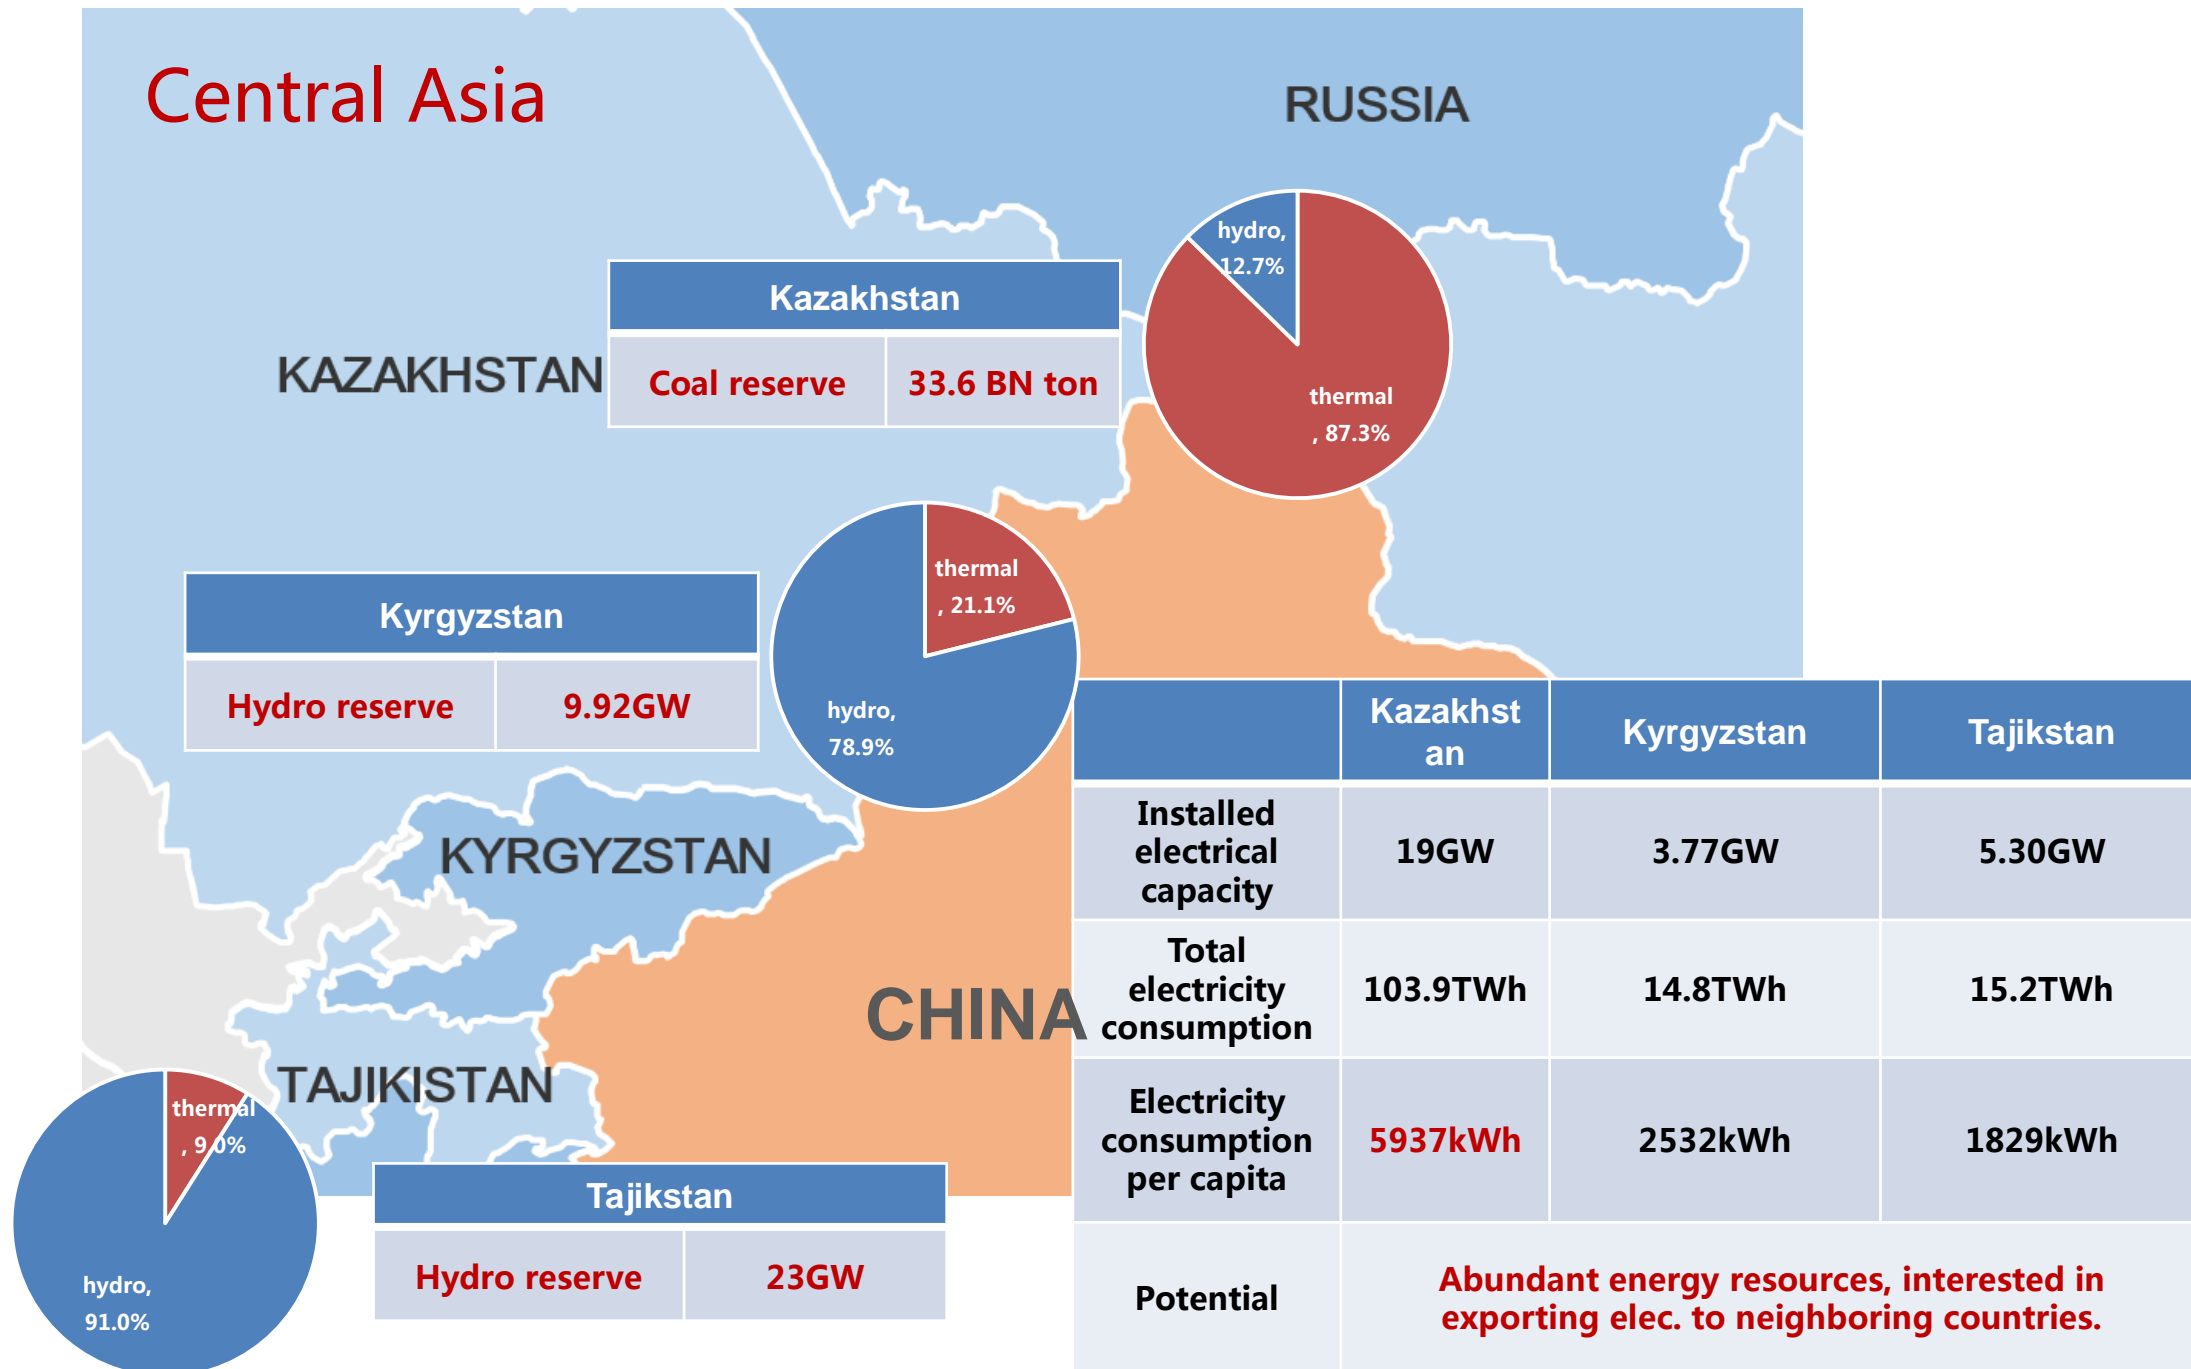 Central Asia
RUSSIA
hydro,
12.7%
thermal
, 87.3%
Kazakhstan
Coal reserve 33.6 BN ton
KAZAKHSTAN
thermal
, 21.1%
hydro,
78.9%
Kyrgyzstan
Hydro reserve 9.92GW
KYRGYZSTAN
CHINA
TAJIKISTAN
thermal
, 9.0%
hydro,
91.0%
Tajikstan
Hydro reserve 23GW
Kazakhst
an
Kyrgyzstan
Tajikstan
Installed
electrical
capacity
19GW 3.77GW 5.30GW
Total
electricity
consumption
103.9TWh 14.8TWh 15.2TWh
Electricity
consumption
per capita
5937kWh 2532kWh 1829kWh
Potential
Abundant energy resources, interested in
exporting elec. to neighboring countries.